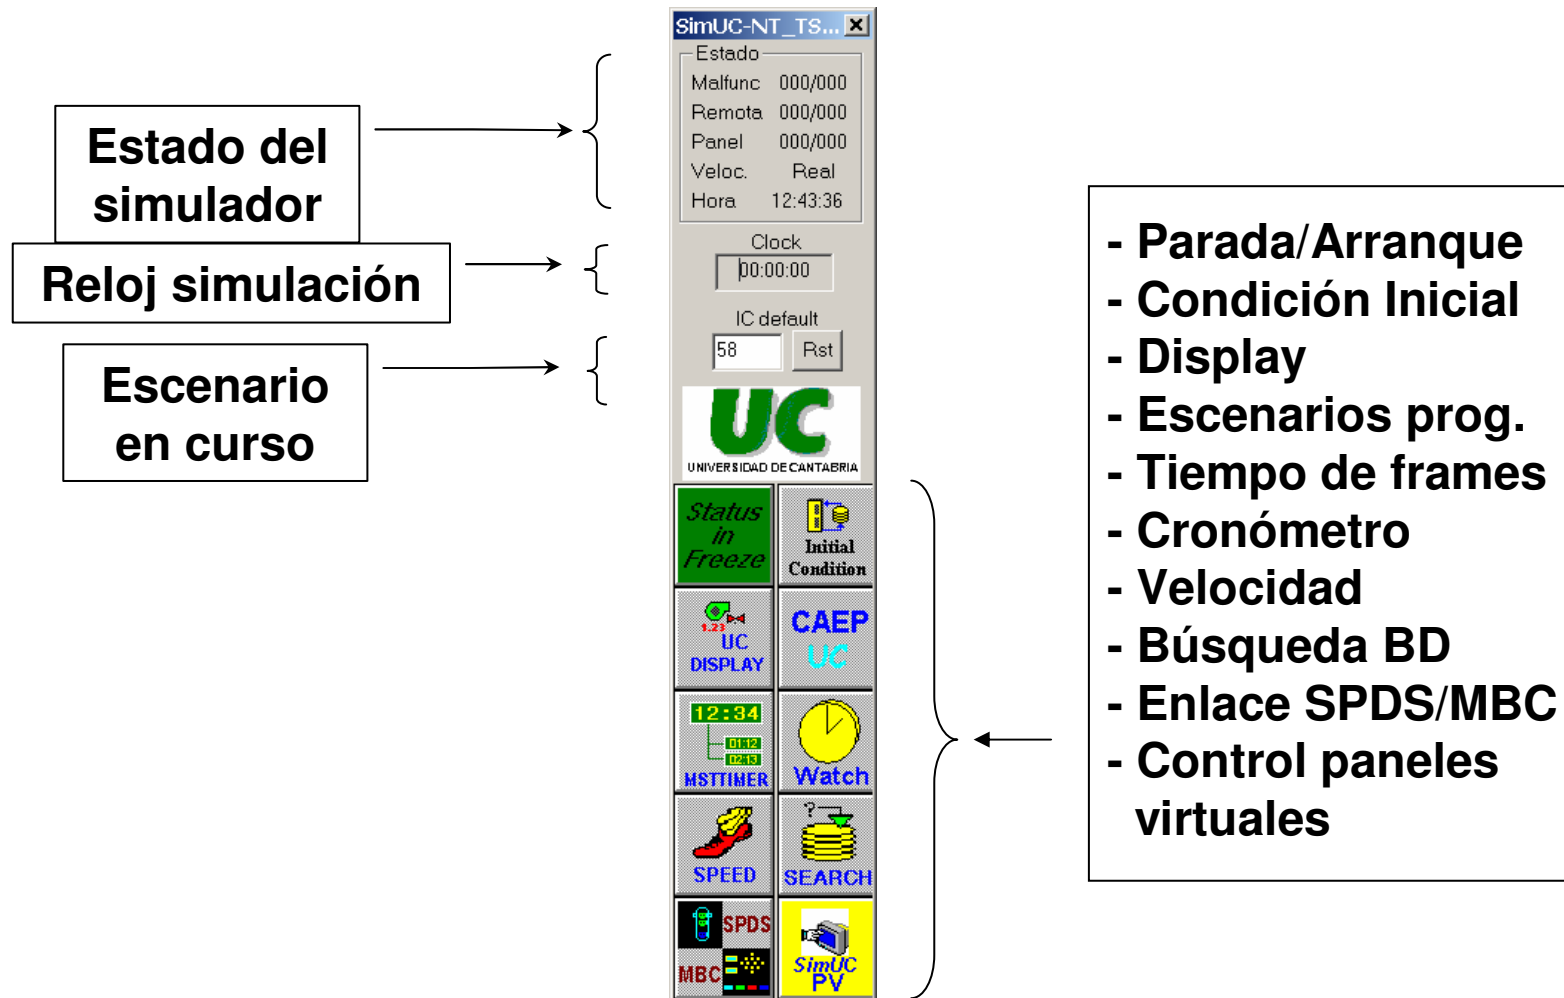 Estado del
simulador
Reloj simulación
Escenario
en curso
SimUC-NT_TS...
Estado
Malfunc 000/000
Remota 000/000
Panel 000/000
Veloc. Real
Hora 12:43:36
Clock
00:00:00
IC default
58 Rst
UC
UNIVERSIDAD DE CANTABRIA
Status
in
Freeze
Initial
Condition
1.23
UC
DISPLAY
CAEP
UC
12:34
01:12
02:13
MSTTIMER
Watch
SPEED
?
SEARCH
SPDS
MBC
SimUC
PV
- Parada/Arranque
- Condición Inicial
- Display
- Escenarios prog.
- Tiempo de frames
- Cronómetro
- Velocidad
- Búsqueda BD
- Enlace SPDS/MBC
- Control paneles
virtuales